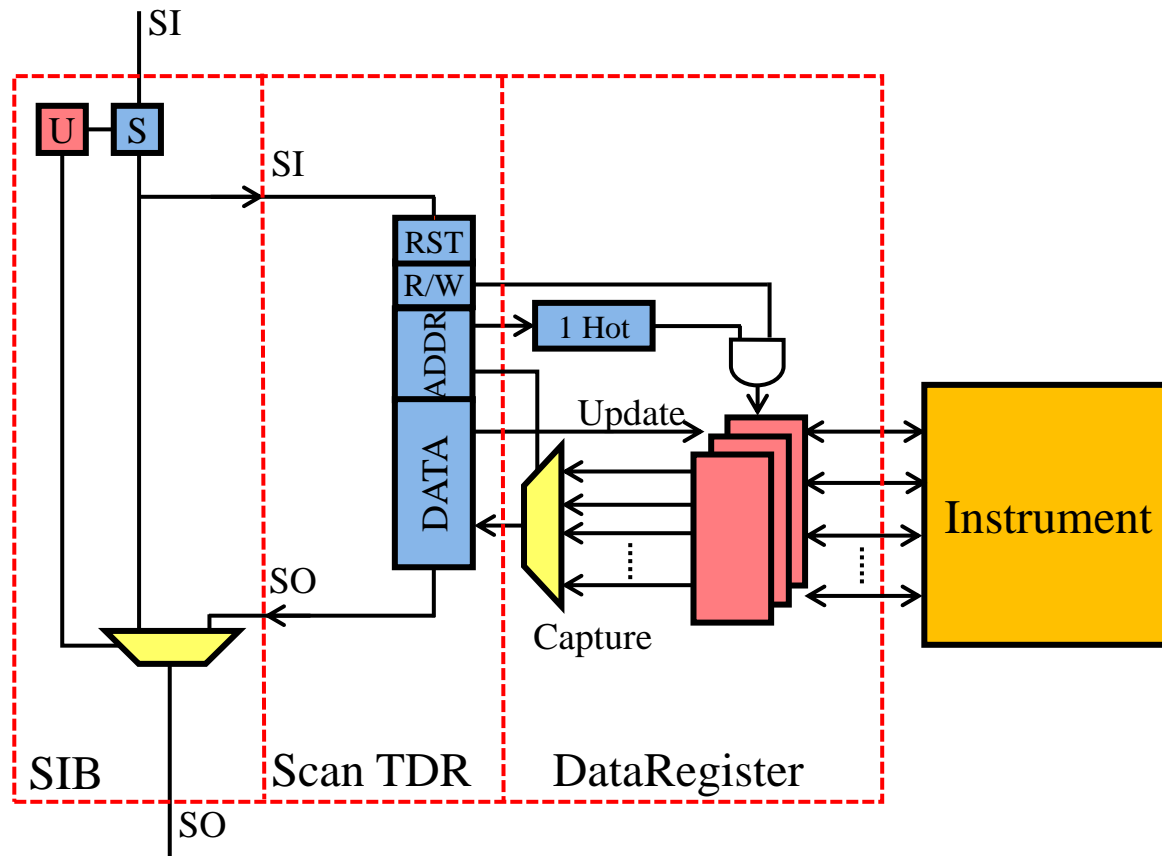 SI
U
S
SI
RST
R/W
ADDR
1 Hot
Update
DATA
Instrument
SO
Capture
SIB
Scan TDR
DataRegister
SO